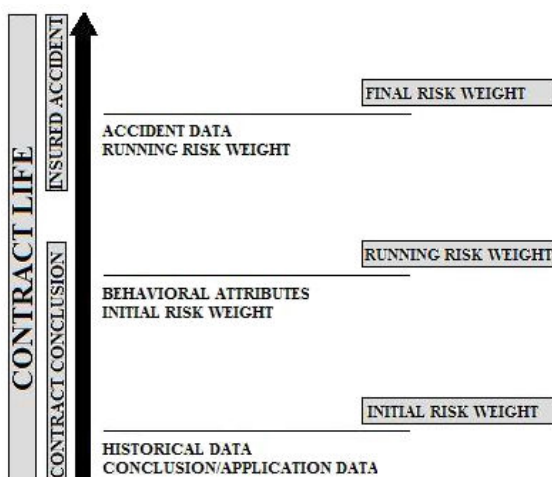 CONTRACT LIFE
INSURED ACCIDENT
CONTRACT CONCLUSION
FINAL RISK WEIGHT
ACCIDENT DATA
RUNNING RISK WEIGHT
RUNNING RISK WEIGHT
BEHAVIORAL ATTRIBUTES
INITIAL RISK WEIGHT
INITIAL RISK WEIGHT
HISTORICAL DATA
CONCLUSION/APPLICATION DATA